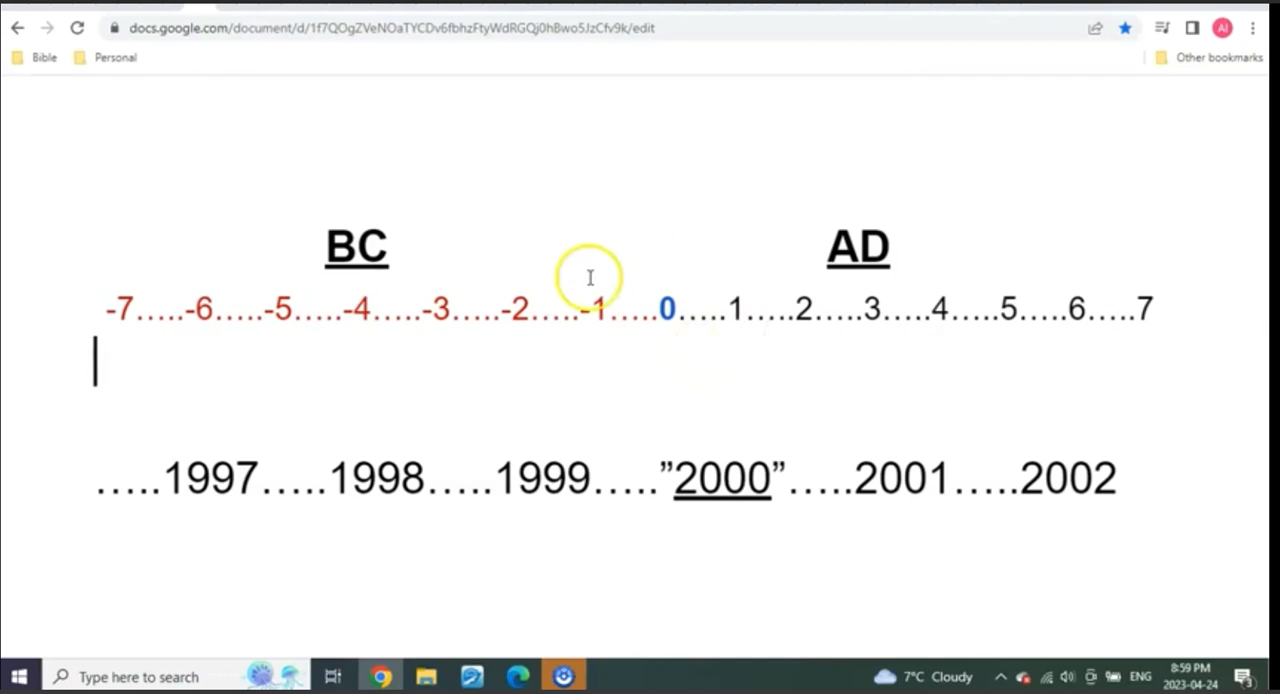 docs.google.com/document/d/1f7QOgZVeNOaTYCDv6fbhzFtyWdRGQj0hBwo5JzCfv9k/edit
AI
Bible Personal Other bookmarks
BC AD
-7…..-6…..-5…..-4…..-3…..-2…..-1…..0…..1…..2…..3…..4…..5…..6…..7
…..1997…..1998…..1999…..”2000”…..2001…..2002
Type here to search 7°C Cloudy ENG 8:59 PM
2023-04-24 3